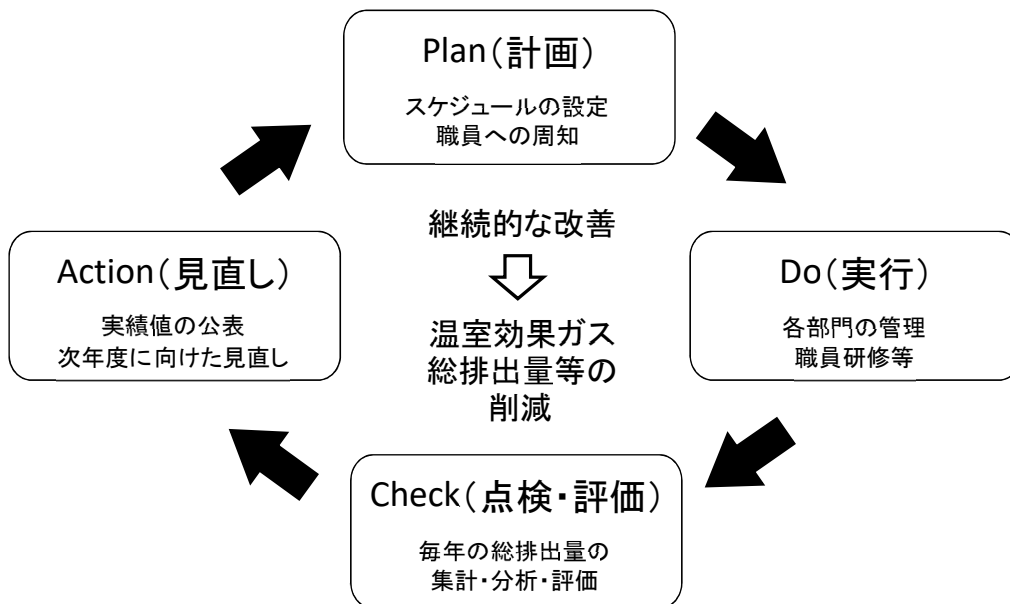 Plan(計画)
スケジュールの設定
職員への周知
継続的な改善
Action(見直し)
実績値の公表
次年度に向けた見直し
温室効果ガス
総排出量等の
削減
Do(実行)
各部門の管理
職員研修等
Check(点検・評価)
毎年の総排出量の
集計・分析・評価